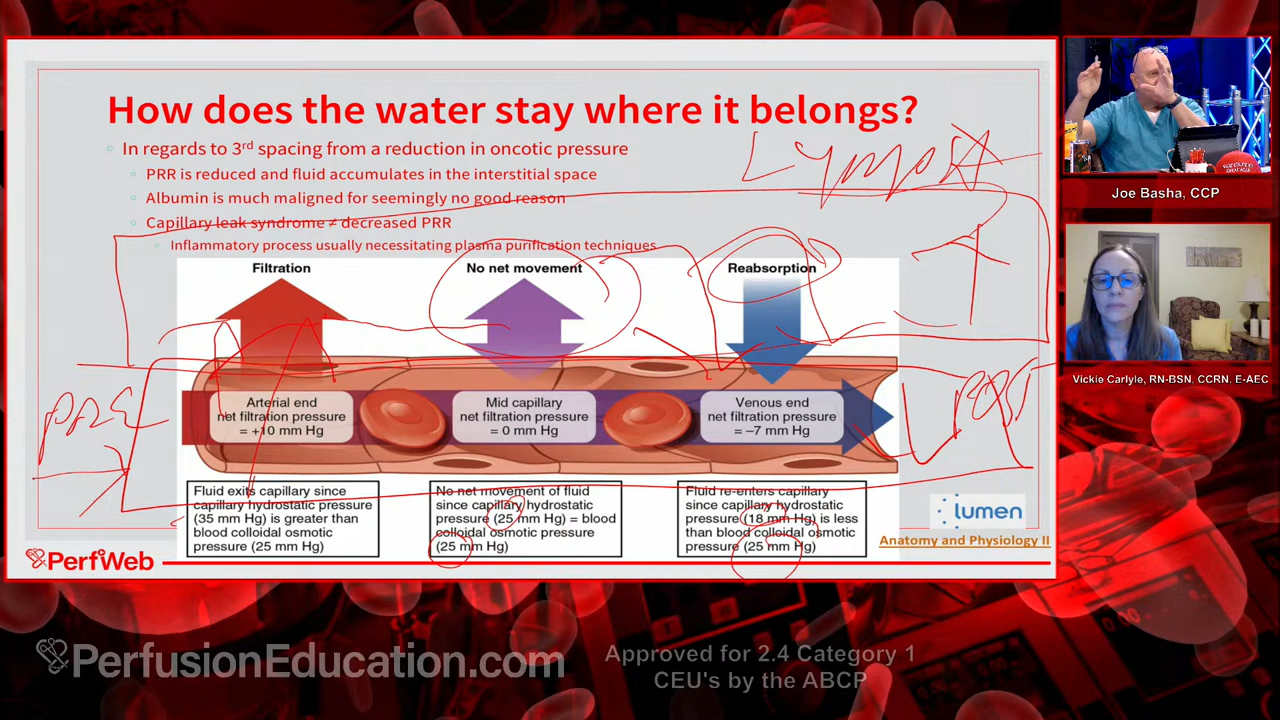 How does the water stay where it belongs?
In regards to 3rd spacing from a reduction in oncotic pressure
PRR is reduced and fluid accumulates in the interstitial space
Albumin is much maligned for seemingly no good reason
Capillary leak syndrome ≠ decreased PRR
Inflammatory process usually necessitating plasma purification techniques
Filtration
No net movement
Reabsorption
Arterial end
net filtration pressure
= +10 mm Hg
Mid capillary
net filtration pressure
= 0 mm Hg
Venous end
net filtration pressure
= –7 mm Hg
PRE
POST
Fluid exits capillary since
capillary hydrostatic pressure
(35 mm Hg) is greater than
blood colloidal osmotic
pressure (25 mm Hg)
No net movement of fluid
since capillary hydrostatic
pressure (25 mm Hg) = blood
colloidal osmotic pressure
(25 mm Hg)
Fluid re-enters capillary
since capillary hydrostatic
pressure (18 mm Hg) is less
than blood colloidal osmotic
pressure (25 mm Hg)
lumen
Anatomy and Physiology II
PerfWeb
Joe Basha, CCP
Vickie Carlyle, RN-BSN, CCRN, E-AEC
PerfusionEducation.com
Approved for 2.4 Category 1
CEU's by the ABCP